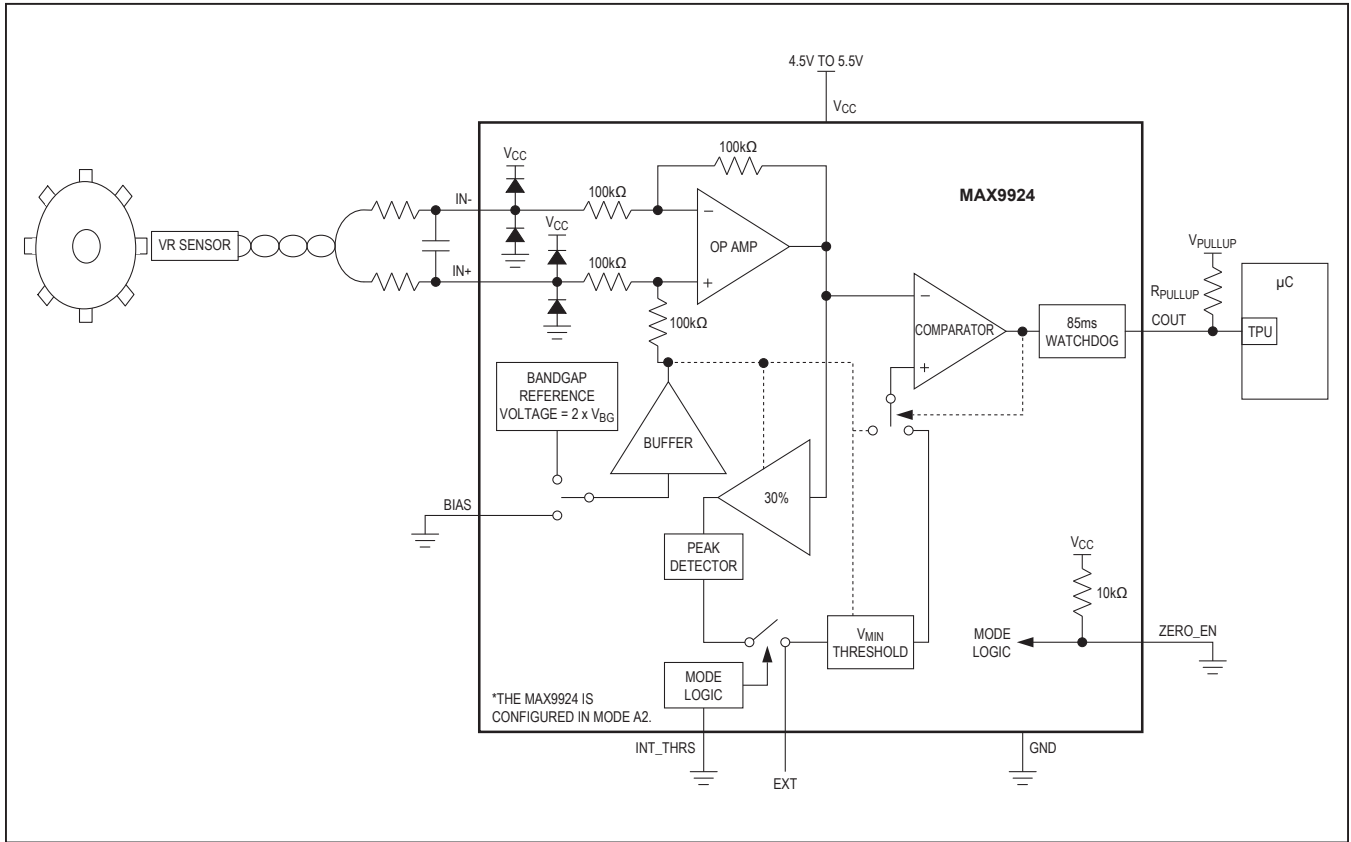 4.5V TO 5.5V
VCC
MAX9924
VCC
100kΩ
IN-
100kΩ
VCC
VR SENSOR
OP AMP
VPULLUP
IN+
100kΩ
RPULLUP
µC
100kΩ
COMPARATOR
85ms
WATCHDOG
COUT
TPU
BANDGAP
REFERENCE
VOLTAGE = 2 x VBG
BUFFER
30%
BIAS
PEAK
DETECTOR
VCC
10kΩ
VMIN
THRESHOLD
MODE
LOGIC
ZERO_EN
MODE
LOGIC
*THE MAX9924 IS
CONFIGURED IN MODE A2.
INT_THRS
EXT
GND
−
+
−
+